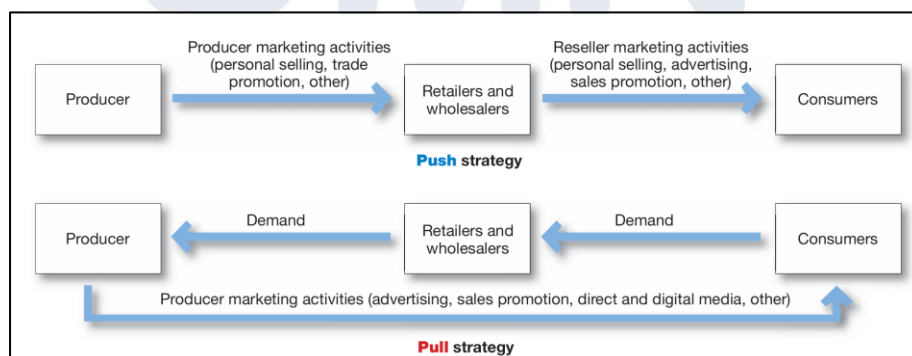 Producer marketing activities
(personal selling, trade
promotion, other)
Reseller marketing activities
(personal selling, advertising,
sales promotion, other)
Producer
Retailers and
wholesalers
Consumers
Push strategy
Demand
Demand
Producer
Retailers and
wholesalers
Consumers
Producer marketing activities (advertising, sales promotion, direct and digital media, other)
Pull strategy